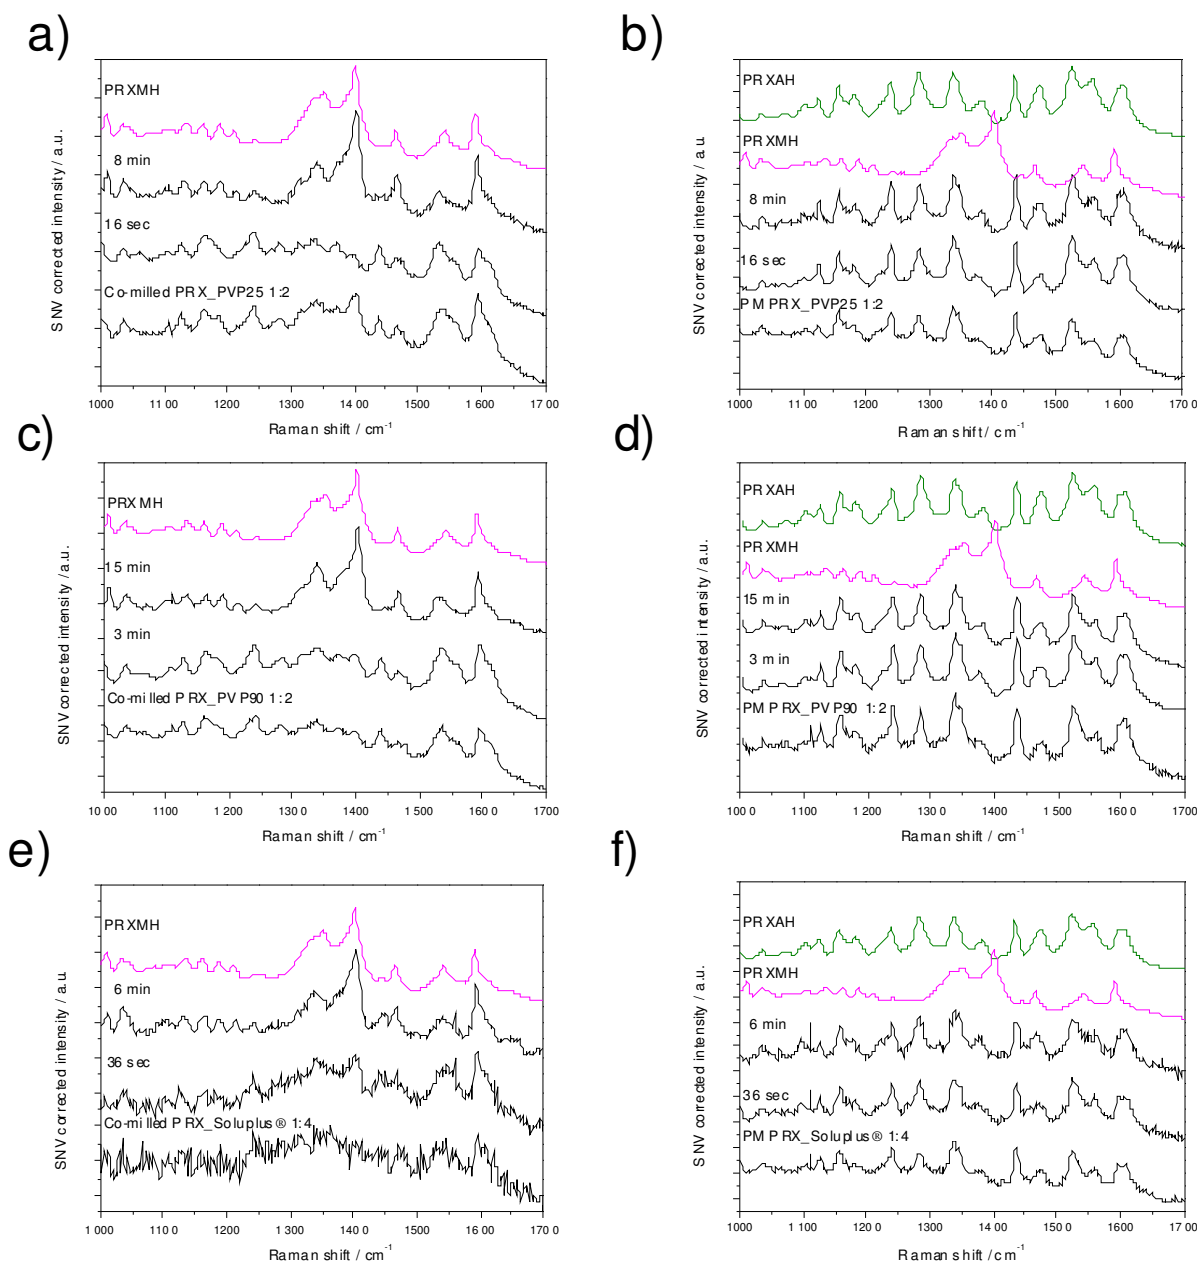 a)
PRXMH
8 min
16 sec
Co-milled PRX_PVP25 1:2
SNV corrected intensity / a.u.
1000 1100 1200 1300 1400 1500 1600 1700
Raman shift / cm-1
b)
PRXAH
PRXMH
8 min
16 sec
PM PRX_PVP25 1:2
SNV corrected intensity / a.u.
1000 1100 1200 1300 1400 1500 1600 1700
Raman shift / cm-1
c)
PRXMH
15 min
3 min
Co-milled PRX_PVP90 1:2
SNV corrected intensity / a.u.
1000 1100 1200 1300 1400 1500 1600 1700
Raman shift / cm-1
d)
PRXAH
PRXMH
15 min
3 min
PM PRX_PVP90 1:2
SNV corrected intensity / a.u.
1000 1100 1200 1300 1400 1500 1600 1700
Raman shift / cm-1
e)
PRXMH
6 min
36 sec
Co-milled PRX_Soluplus® 1:4
SNV corrected intensity / a.u
1000 1100 1200 1300 1400 1500 1600 1700
Raman shift / cm-1
f)
PRXAH
PRXMH
6 min
36 sec
PM PRX_Soluplus® 1:4
SNV corrected intensity / a.u.
1000 1100 1200 1300 1400 1500 1600 1700
Raman shift / cm-1